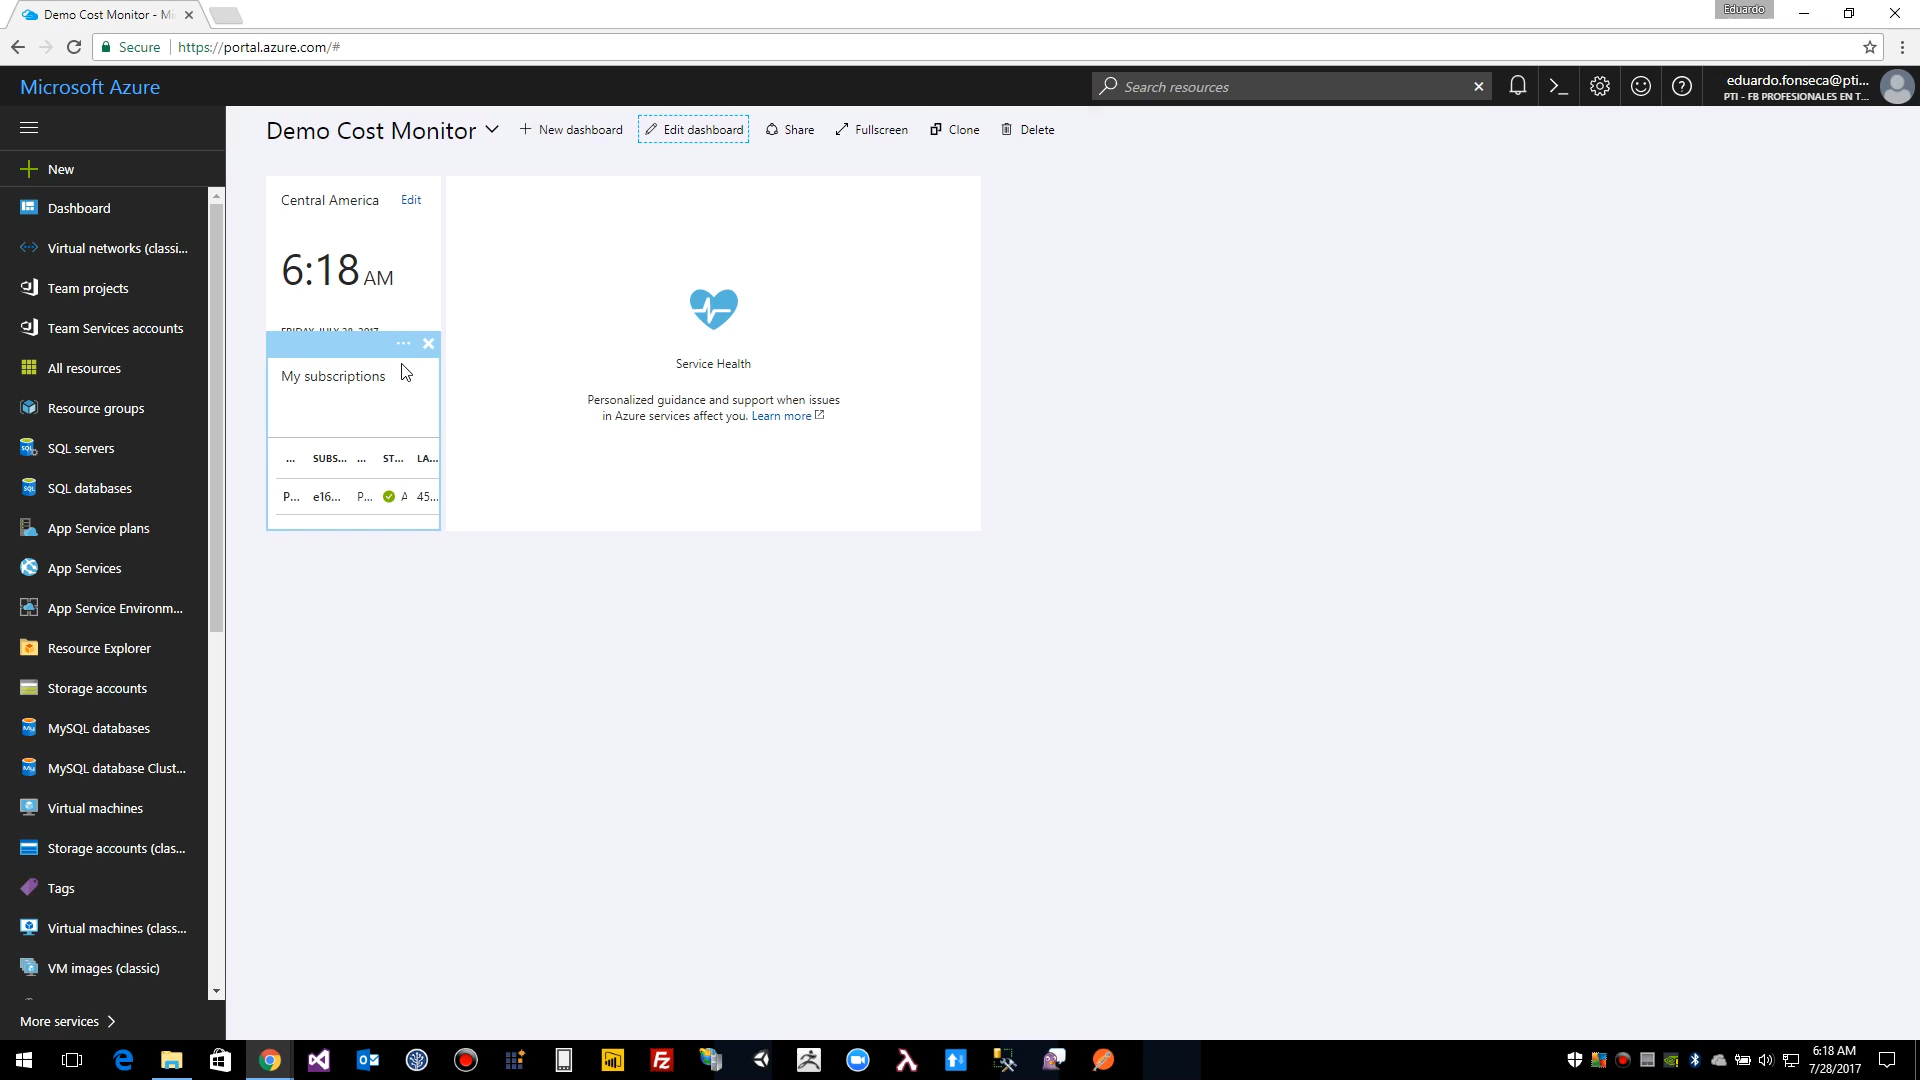 Demo Cost Monitor - Mi
Eduardo
Secure
https://portal.azure.com/#
Microsoft Azure
Search resources
eduardo.fonseca@pti...
PTI - FB PROFESIONALES EN T...
Demo Cost Monitor
New dashboard
Edit dashboard
Share
Fullscreen
Clone
Delete
New
Dashboard
Virtual networks (classi...
Team projects
Team Services accounts
All resources
Resource groups
SQL servers
SQL databases
App Service plans
App Services
App Service Environm...
Resource Explorer
Storage accounts
MySQL databases
MySQL database Clust...
Virtual machines
Storage accounts (clas...
Tags
Virtual machines (class...
VM images (classic)
More services
Central America
Edit
6:18 AM
FRIDAY, JULY 28, 2017
My subscriptions
... SUBS... ... ST... LA...
P... e16... P... A 45...
Service Health
Personalized guidance and support when issues
in Azure services affect you. Learn more
6:18 AM
7/28/2017